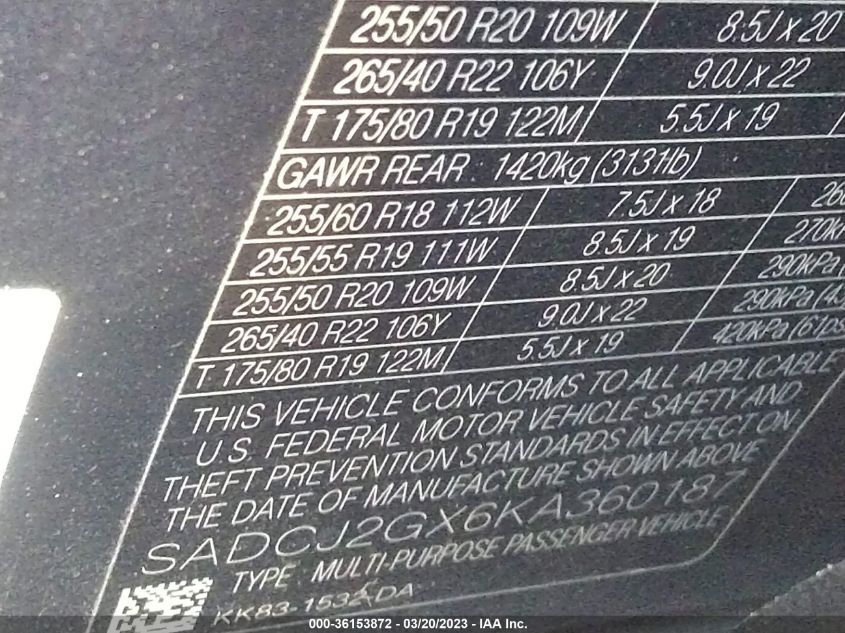 255/50 R20 109W 8.5J x 20
265/40 R22 106Y 9.0J x 22
T 175/80 R19 122M 5.5J x 19
GAWR REAR 1420kg (3131lb)
255/60 R18 112W 7.5J x 18 260
255/55 R19 111W 8.5J x 19 270kP
255/50 R20 109W 8.5J x 20 290kPa (
265/40 R22 106Y 9.0J x 22 290kPa (4
T 175/80 R19 122M 5.5J x 19 420kPa (61ps
THIS VEHICLE CONFORMS TO ALL APPLICABLE
U.S. FEDERAL MOTOR VEHICLE SAFETY AND
THEFT PREVENTION STANDARDS IN EFFECT ON
THE DATE OF MANUFACTURE SHOWN ABOVE
SADCJ2GX6KA360187
TYPE : MULTI-PURPOSE PASSENGER VEHICLE
000-36153872 - 03/20/2023 - IAA Inc.